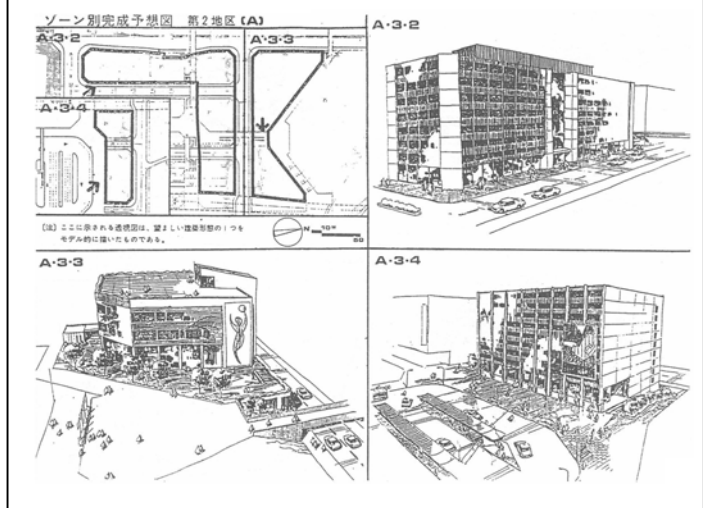 ゾーン別完成予想図 第2地区(A)
A·3·2
A·3·3
A·3·4
〔注〕ここに示される透視図は、望ましい建築形態の1つを
モデル的に描いたものである。
N
50
A·3·2
A·3·3
A·3·4